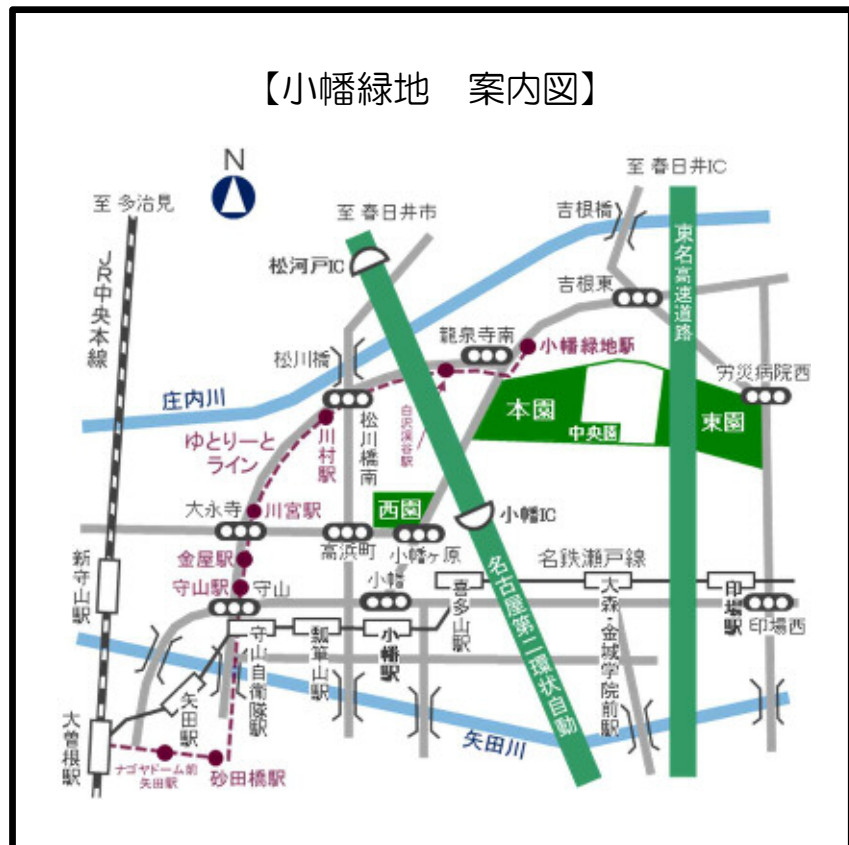 【小幡緑地　案内図】
N
至 多治見
至 春日井市
至 春日井IC
吉根橋
松河戸IC
東名高速道路
JR中央本線
吉根東
龍泉寺南
小幡緑地駅
松川橋
労災病院西
庄内川
本園
中央園
東園
白沢渓谷駅
ゆとりーと
ライン
川村駅
松川橋南
西園
大永寺
川宮駅
小幡IC
高浜町
小幡ヶ原
名鉄瀬戸線
金屋駅
新守山駅
守山駅
守山
小幡
喜多山駅
大森・金城学院前駅
印場駅
印場西
名古屋第二環状自動
守山自衛隊駅
瓢箪山駅
小幡駅
矢田駅
矢田川
大曽根駅
ナゴヤドーム前
矢田駅
砂田橋駅